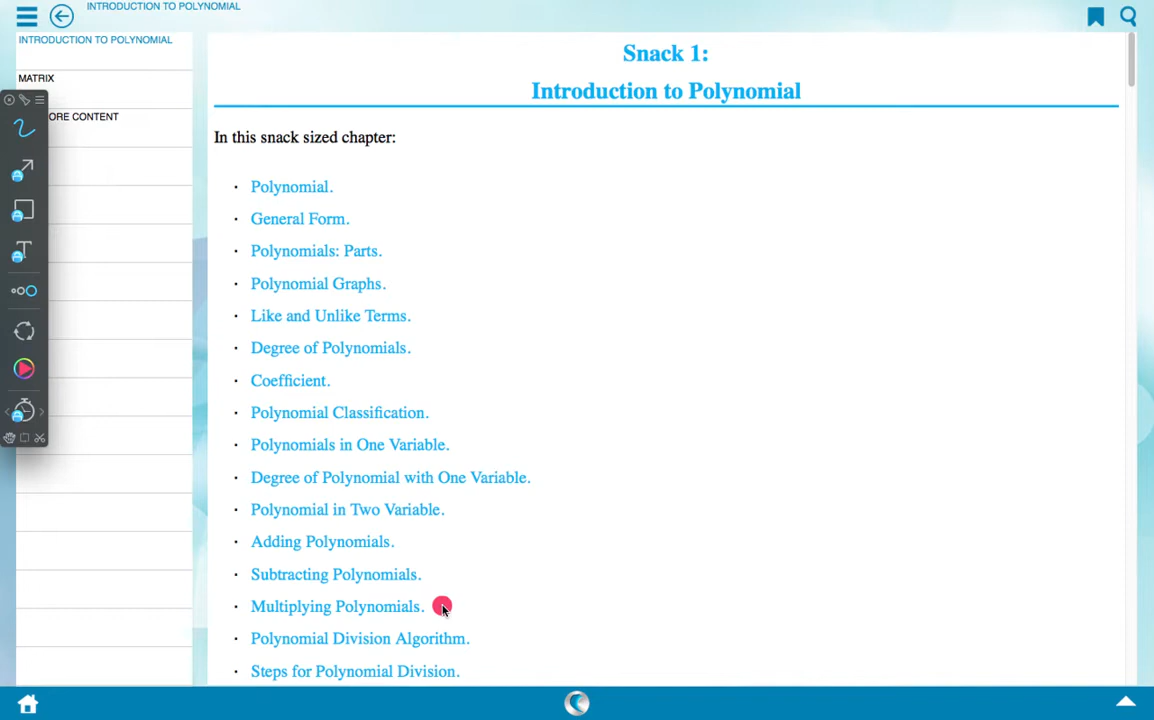 INTRODUCTION TO POLYNOMIAL
INTRODUCTION TO POLYNOMIAL
MATRIX
ORE CONTENT
Snack 1:
Introduction to Polynomial
In this snack sized chapter:
· Polynomial.
· General Form.
· Polynomials: Parts.
· Polynomial Graphs.
· Like and Unlike Terms.
· Degree of Polynomials.
· Coefficient.
· Polynomial Classification.
· Polynomials in One Variable.
· Degree of Polynomial with One Variable.
· Polynomial in Two Variable.
· Adding Polynomials.
· Subtracting Polynomials.
· Multiplying Polynomials.
· Polynomial Division Algorithm.
· Steps for Polynomial Division.